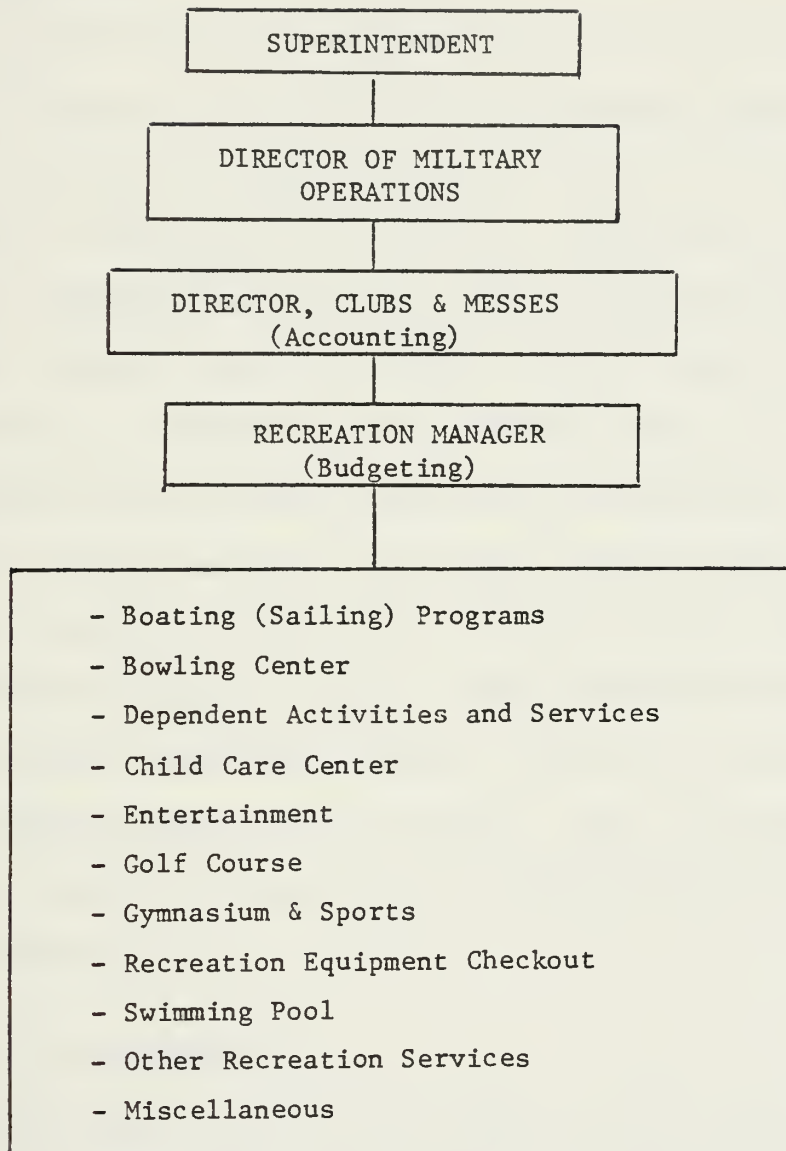 SUPERINTENDENT
DIRECTOR OF MILITARY
OPERATIONS
DIRECTOR, CLUBS & MESSES
(Accounting)
RECREATION MANAGER
(Budgeting)
- Boating (Sailing) Programs
- Bowling Center
- Dependent Activities and Services
- Child Care Center
- Entertainment
- Golf Course
- Gymnasium & Sports
- Recreation Equipment Checkout
- Swimming Pool
- Other Recreation Services
- Miscellaneous